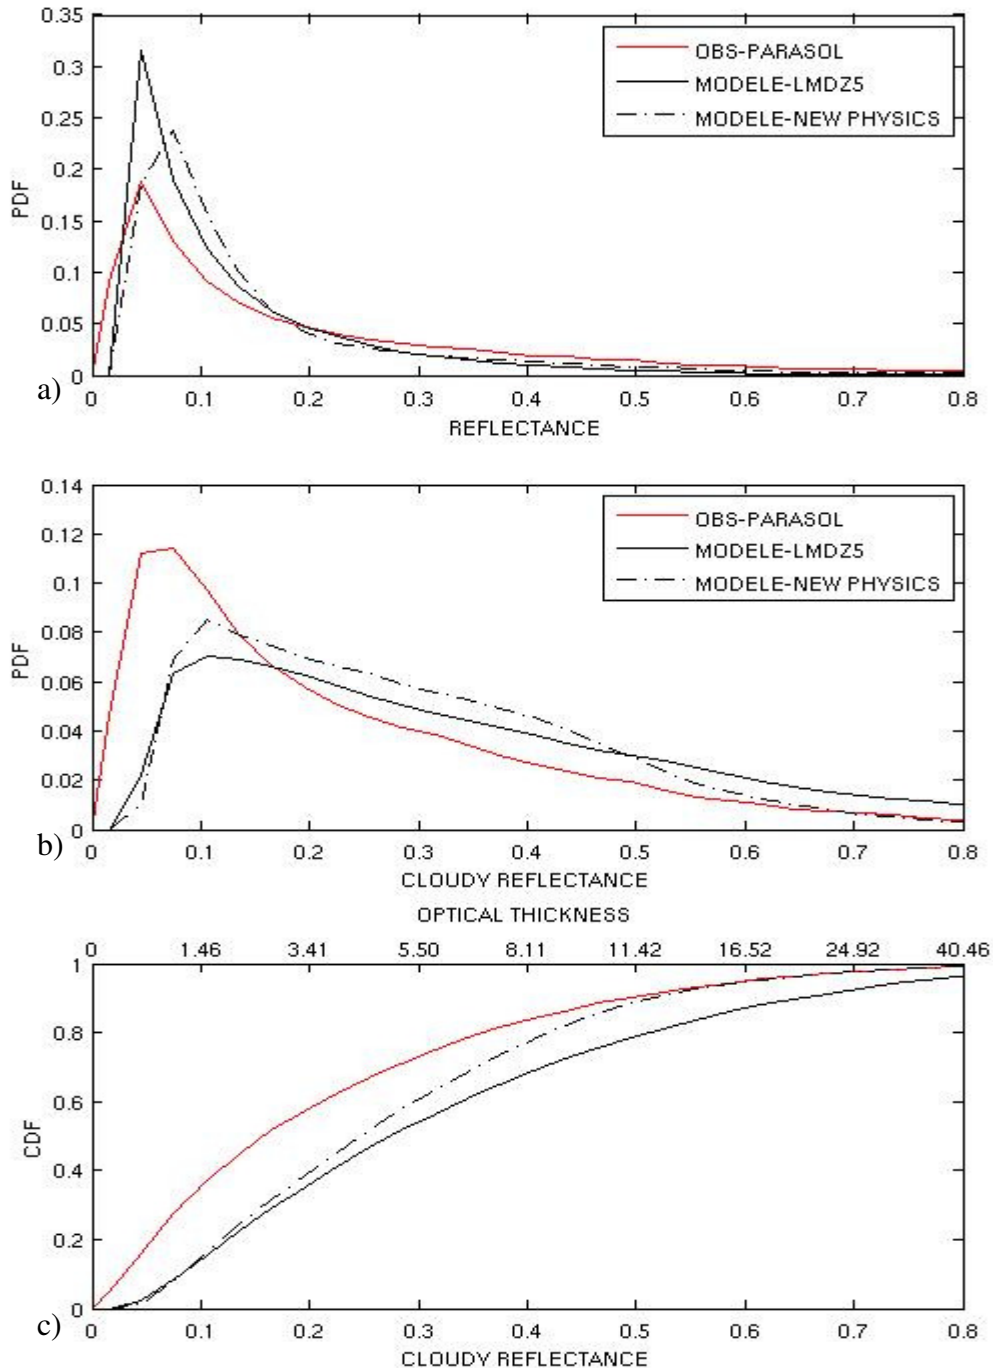 0.35
0.3
0.25
0.2
0.15
0.1
0.05
0
PDF
OBS-PARASOL
MODELE-LMDZ5
MODELE-NEW PHYSICS
a)
0 0.1 0.2 0.3 0.4 0.5 0.6 0.7 0.8
REFLECTANCE
0.14
0.12
0.1
0.08
0.06
0.04
0.02
0
PDF
OBS-PARASOL
MODELE-LMDZ5
MODELE-NEW PHYSICS
b)
0 0.1 0.2 0.3 0.4 0.5 0.6 0.7 0.8
CLOUDY REFLECTANCE
OPTICAL THICKNESS
0 1.46 3.41 5.50 8.11 11.42 16.52 24.92 40.46
1
0.8
0.6
0.4
0.2
0
CDF
c)
0 0.1 0.2 0.3 0.4 0.5 0.6 0.7 0.8
CLOUDY REFLECTANCE